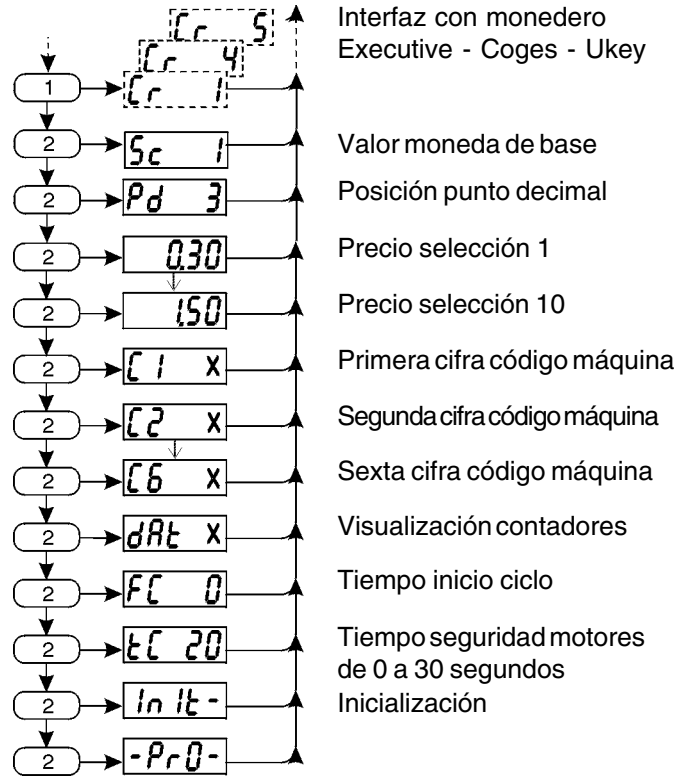 Cr 5
Cr 4
Interfaz con monedero
Executive - Coges - Ukey
1
Cr 1
2
Sc 1
Valor moneda de base
2
Pd 3
Posición punto decimal
2
0.30
Precio selección 1
2
1.50
Precio selección 10
2
C1 X
Primera cifra código máquina
2
C2 X
Segunda cifra código máquina
2
C6 X
Sexta cifra código máquina
2
dAt X
Visualización contadores
2
FC 0
Tiempo inicio ciclo
2
tC 20
Tiempo seguridad motores
de 0 a 30 segundos
2
InIt-
Inicialización
2
-Pr0-